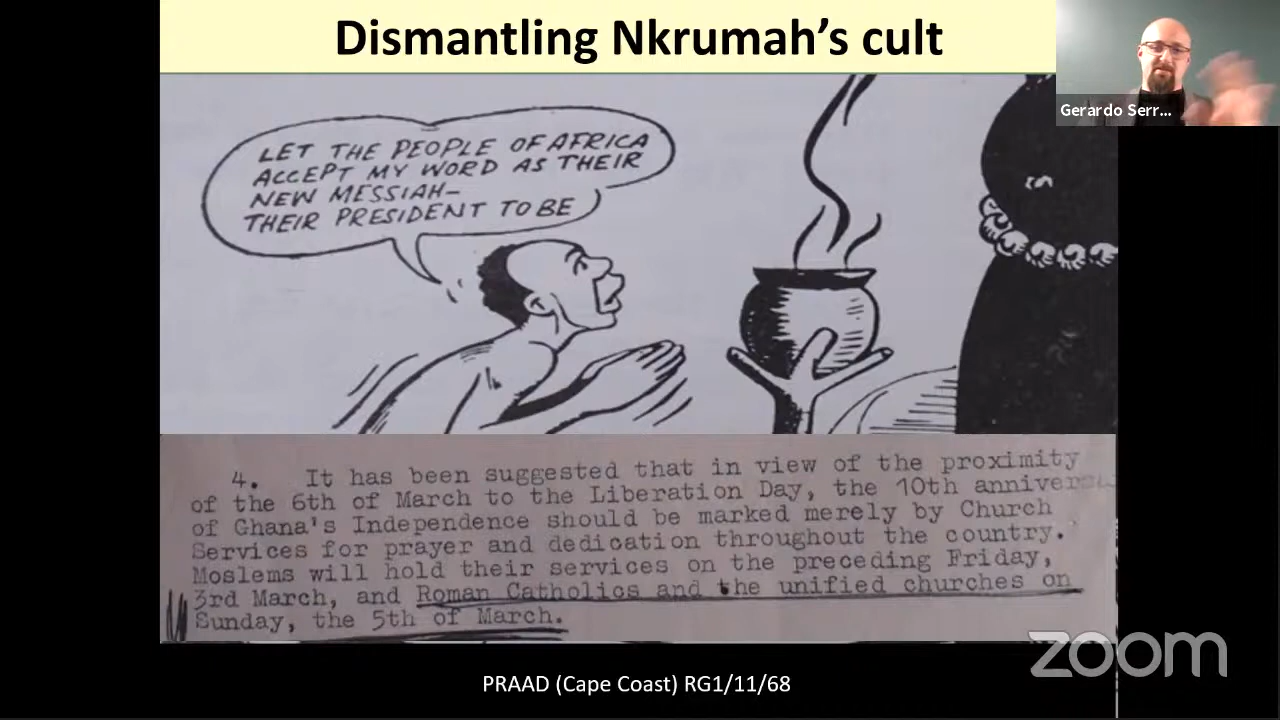 Dismantling Nkrumah's cult
Gerardo Serr...
LET THE PEOPLE OF AFRICA
ACCEPT MY WORD AS THEIR
NEW MESSIAH—
THEIR PRESIDENT TO BE
4. It has been suggested that in view of the proximity
of the 6th of March to the Liberation Day, the 10th
of Ghana's Independence should be marked merely by Church
Services for prayer and dedication throughout the country.
Moslems will hold their services on the preceding Friday,
3rd March, and Roman Catholics and the unified churches on
Sunday, the 5th of March.
zoom
PRAAD (Cape Coast) RG1/11/68